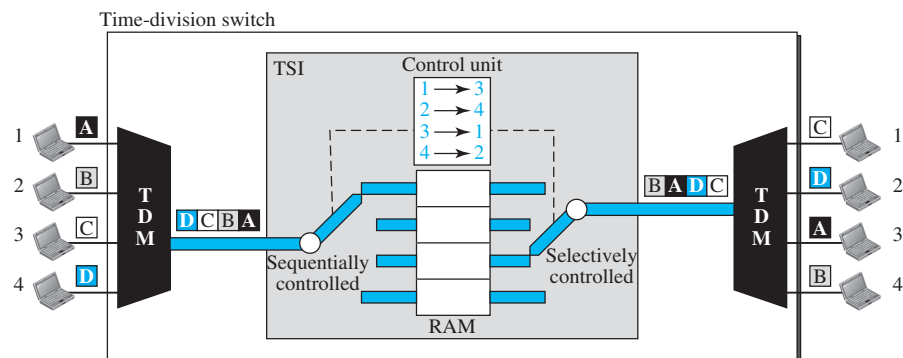 Time-division switch
TSI
Control unit
1 → 3
2 → 4
3 → 1
4 → 2
1 A
2 B
3 C
4 D
TDM
D C B A
Sequentially
controlled
RAM
Selectively
controlled
B A D C
TDM
C 1
D 2
A 3
B 4